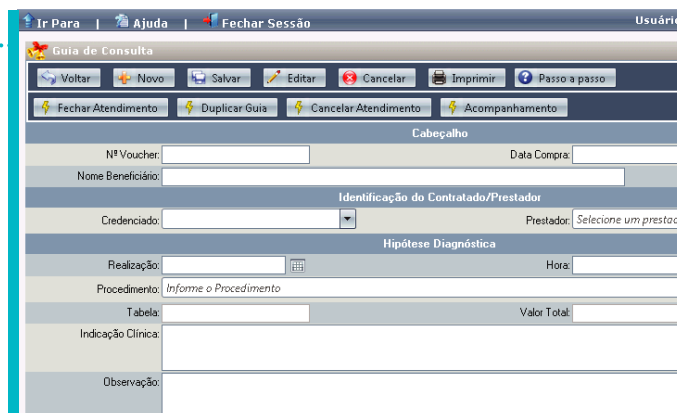 Ir Para | Ajuda | Fechar Sessão Usuári
Guia de Consulta
Voltar Novo Salvar Editar Cancelar Imprimir Passo a passo
Fechar Atendimento Duplicar Guia Cancelar Atendimento Acompanhamento
Cabeçalho
Nº Voucher: Data Compra:
Nome Beneficiário:
Identificação do Contratado/Prestador
Credenciado: Prestador: Selecione um prestac
Hipótese Diagnóstica
Realização: Hora:
Procedimento: Informe o Procedimento
Tabela: Valor Total:
Indicação Clínica:
Observação: